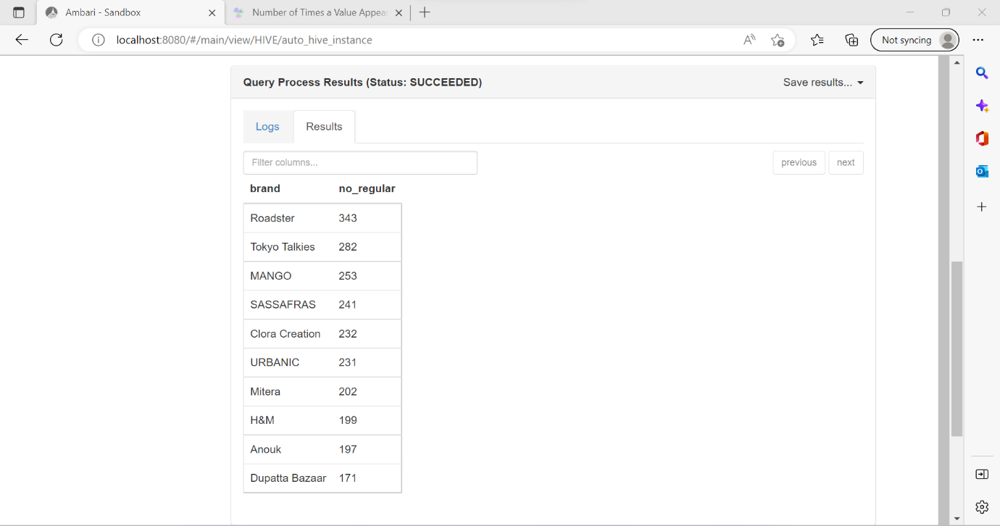 Ambari - Sandbox
Number of Times a Value Appea
localhost:8080/#/main/view/HIVE/auto_hive_instance
Not syncing
Query Process Results (Status: SUCCEEDED)
Save results...
Logs
Results
Filter columns...
previous
next
brand no_regular
Roadster 343
Tokyo Talkies 282
MANGO 253
SASSAFRAS 241
Clora Creation 232
URBANIC 231
Mitera 202
H&M 199
Anouk 197
Dupatta Bazaar 171